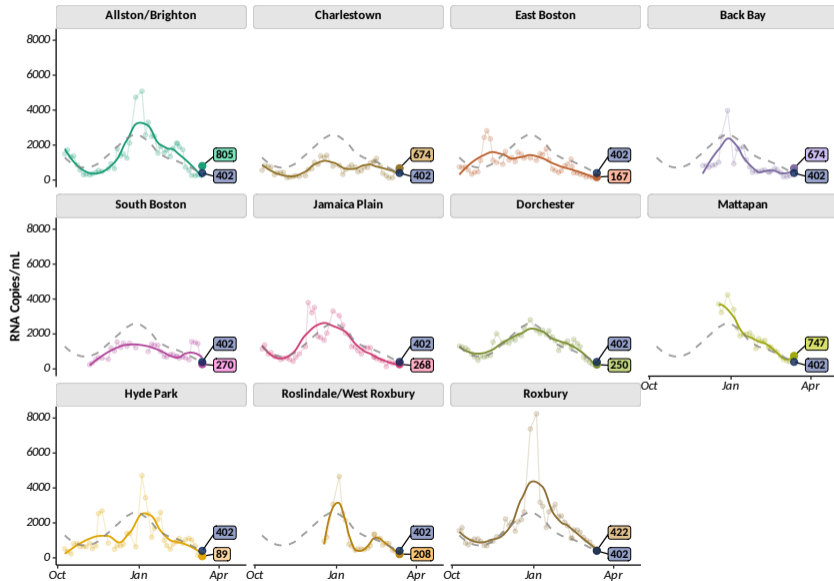 Allston/Brighton Charlestown East Boston Back Bay
8000
6000
4000
2000
0
805 402 674 402 402 167 674 402
South Boston Jamaica Plain Dorchester Mattapan
RNA Copies/mL
8000
6000
4000
2000
0
402 270 402 268 402 250 747 402
Oct Jan Apr
Hyde Park Roslindale/West Roxbury Roxbury
8000
6000
4000
2000
0
402 89 402 208 422 402
Oct Jan Apr Oct Jan Apr Oct Jan Apr